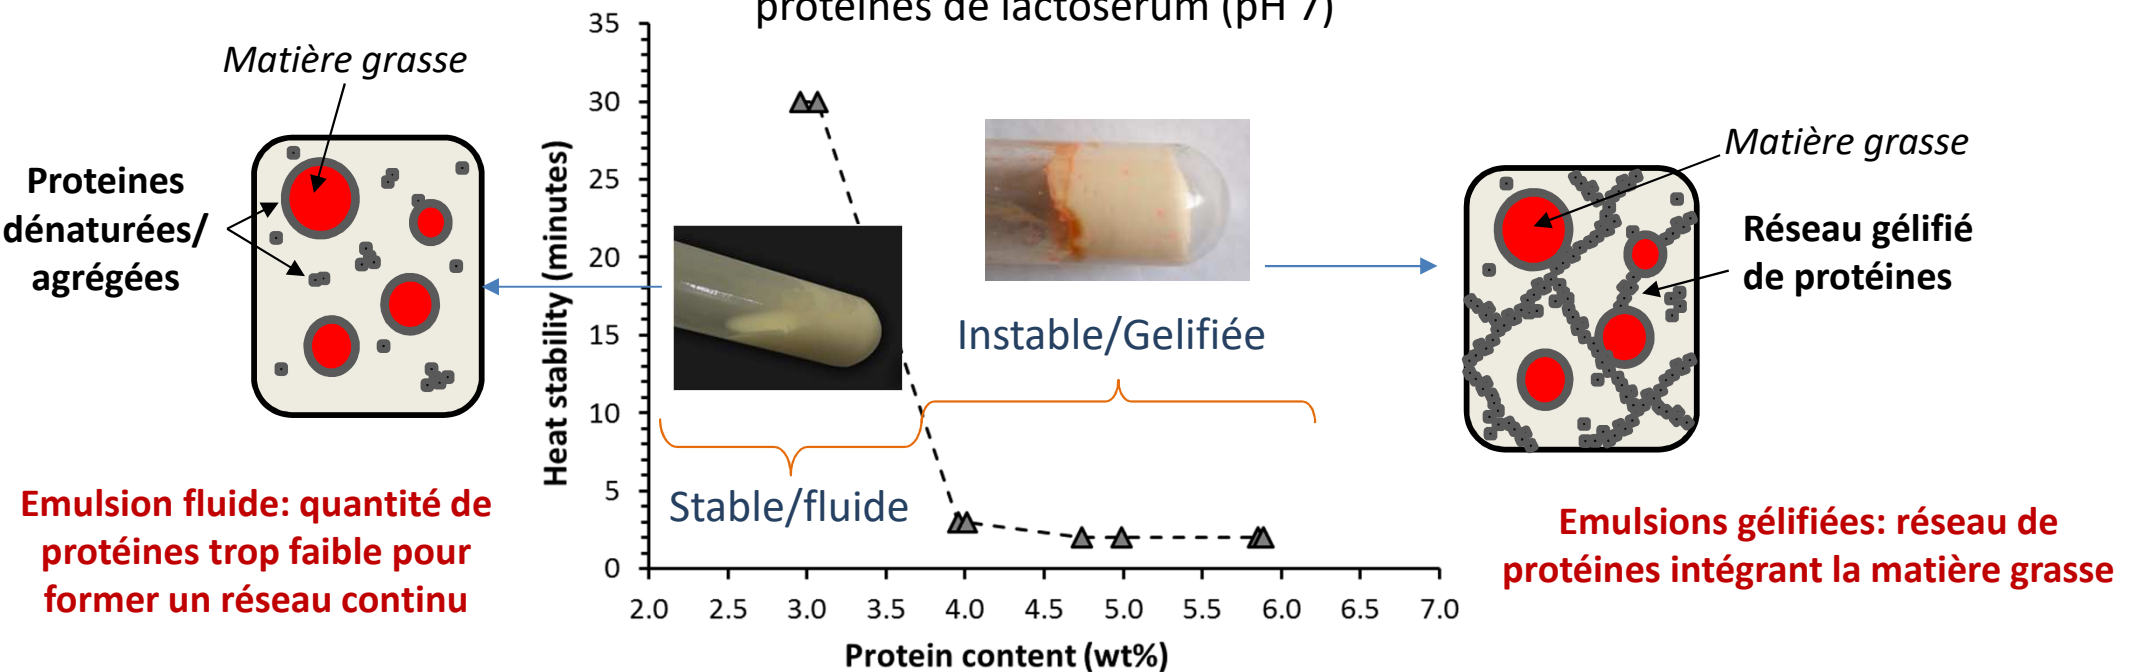 protéines de lactosérum (pH 7)
Matière grasse
Proteines
dénaturées/
agrégées
Emulsion fluide: quantité de
protéines trop faible pour
former un réseau continu
Heat stability (minutes)
35
30
25
20
15
10
5
0
2.0 2.5 3.0 3.5 4.0 4.5 5.0 5.5 6.0 6.5 7.0
Protein content (wt%)
Stable/fluide
Instable/Gelifiée
Matière grasse
Réseau gélifié
de protéines
Emulsions gélifiées: réseau de
protéines intégrant la matière grasse